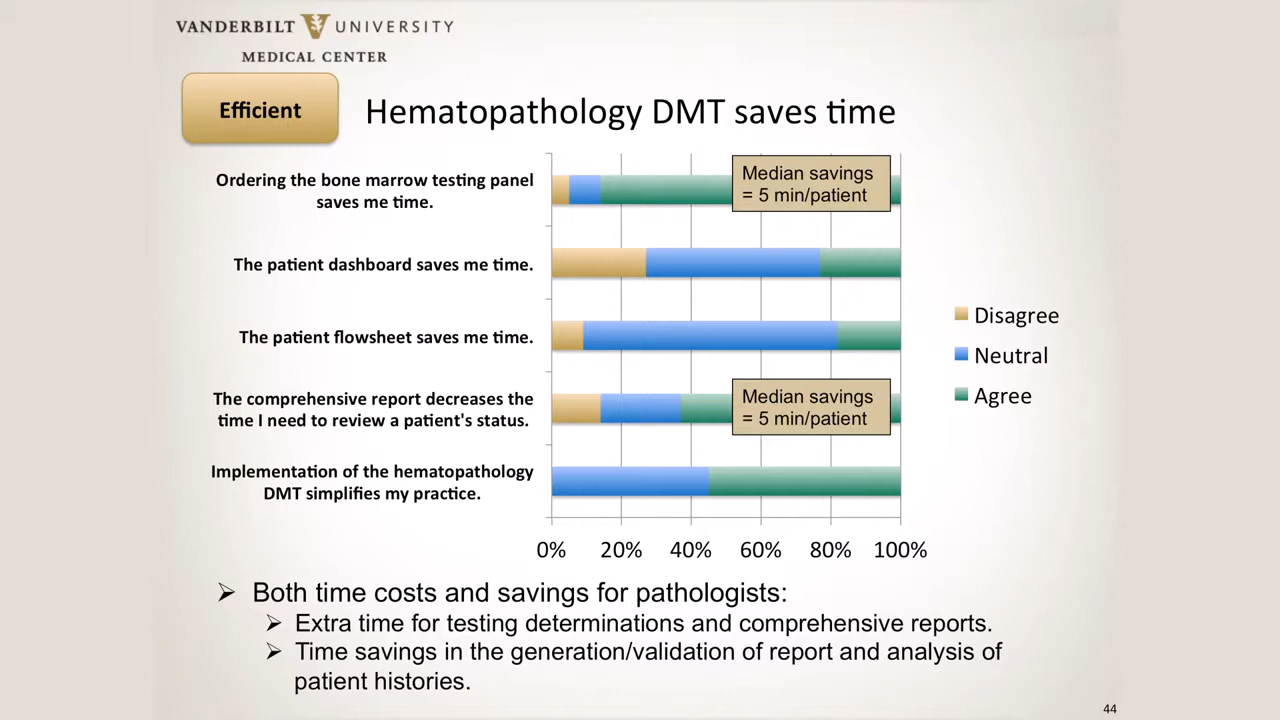 VANDERBILT UNIVERSITY
MEDICAL CENTER
Efficient
Hematopathology DMT saves time
Ordering the bone marrow testing panel
saves me time.
Median savings
= 5 min/patient
The patient dashboard saves me time.
The patient flowsheet saves me time.
The comprehensive report decreases the
time I need to review a patient's status.
Median savings
= 5 min/patient
Implementation of the hematopathology
DMT simplifies my practice.
Disagree
Neutral
Agree
0% 20% 40% 60% 80% 100%
➢ Both time costs and savings for pathologists:
➢ Extra time for testing determinations and comprehensive reports.
➢ Time savings in the generation/validation of report and analysis of
patient histories.
44